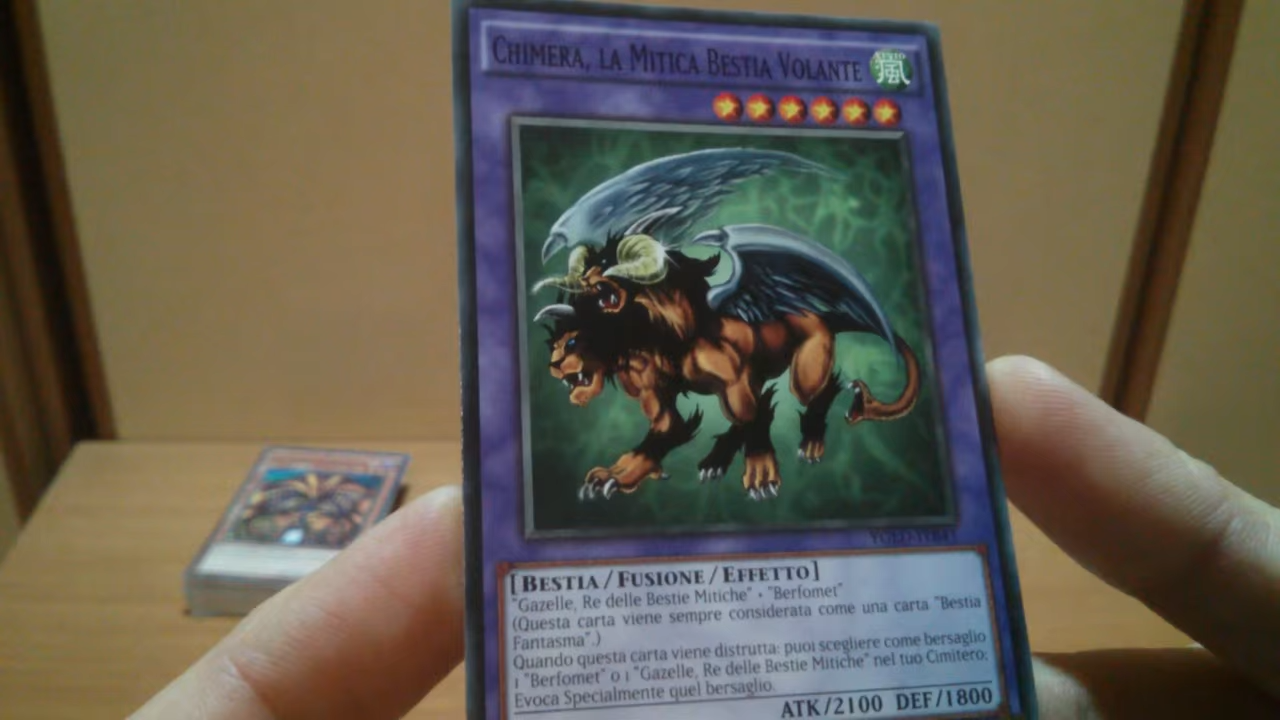 CHIMERA, LA MITICA BESTIA VOLANTE
風
[BESTIA/FUSIONE/EFFETTO]
"Gazelle, Re delle Bestie Mitiche" + "Berfomet"
(Questa carta viene sempre considerata come una carta "Bestia
Fantasma".)
Quando questa carta viene distrutta: puoi scegliere come bersaglio
1 "Berfomet" o 1 "Gazelle, Re delle Bestie Mitiche" nel tuo Cimitero;
Evoca Specialmente quel bersaglio.
ATK/2100 DEF/1800